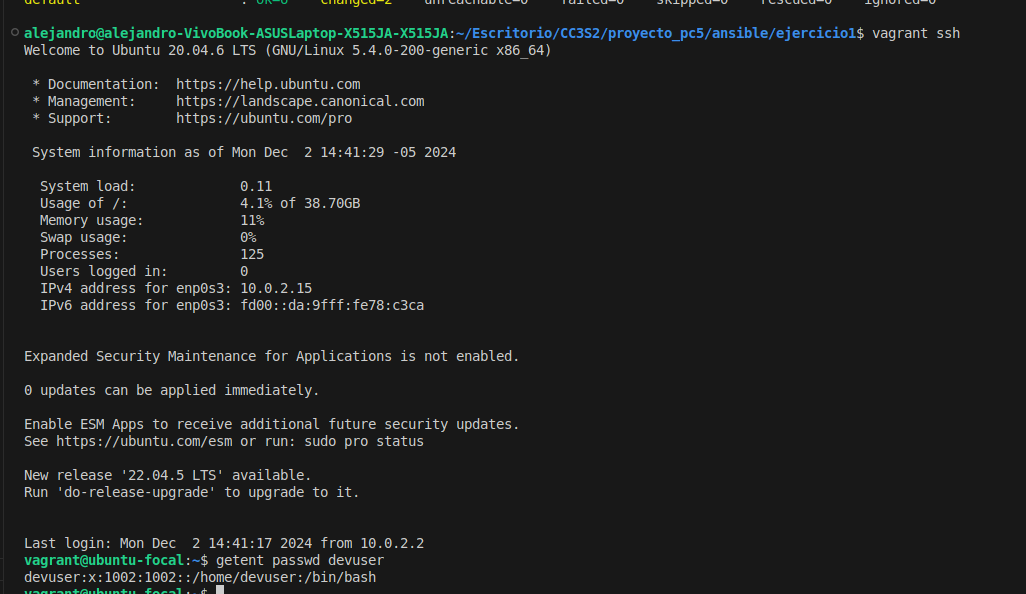 default : ok=6 changed=2 unreachable=0 failed=0 skipped=0 rescued=0 ignored=0
alejandro@alejandro-VivoBook-ASUSLaptop-X515JA-X515JA:~/Escritorio/CC3S2/proyecto_pc5/ansible/ejercicio1$ vagrant ssh
Welcome to Ubuntu 20.04.6 LTS (GNU/Linux 5.4.0-200-generic x86_64)
* Documentation: https://help.ubuntu.com
* Management: https://landscape.canonical.com
* Support: https://ubuntu.com/pro
System information as of Mon Dec 2 14:41:29 -05 2024
System load: 0.11
Usage of /: 4.1% of 38.70GB
Memory usage: 11%
Swap usage: 0%
Processes: 125
Users logged in: 0
IPv4 address for enp0s3: 10.0.2.15
IPv6 address for enp0s3: fd00::da:9fff:fe78:c3ca
Expanded Security Maintenance for Applications is not enabled.
0 updates can be applied immediately.
Enable ESM Apps to receive additional future security updates.
See https://ubuntu.com/esm or run: sudo pro status
New release '22.04.5 LTS' available.
Run 'do-release-upgrade' to upgrade to it.
Last login: Mon Dec 2 14:41:17 2024 from 10.0.2.2
vagrant@ubuntu-focal:~$ getent passwd devuser
devuser:x:1002:1002::/home/devuser:/bin/bash
vagrant@ubuntu-focal:~$